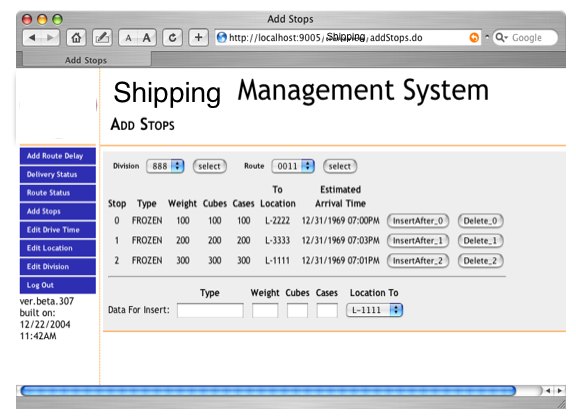 Add Stops
A A
http://localhost:9005/Shipping/addStops.do
Google
Add Stops
Shipping Management System
ADD STOPS
Add Route Delay
Delivery Status
Route Status
Add Stops
Edit Drive Time
Edit Location
Edit Division
Log Out
ver.beta.307
built on:
12/22/2004
11:42AM
Division 888 select Route 0011 select
To Estimated
Stop Type Weight Cubes Cases Location Arrival Time
0 FROZEN 100 100 100 L-2222 12/31/1969 07:00PM InsertAfter_0 Delete_0
1 FROZEN 200 200 200 L-3333 12/31/1969 07:03PM InsertAfter_1 Delete_1
2 FROZEN 300 300 300 L-1111 12/31/1969 07:01PM InsertAfter_2 Delete_2
Type Weight Cubes Cases Location To
Data For Insert: L-1111